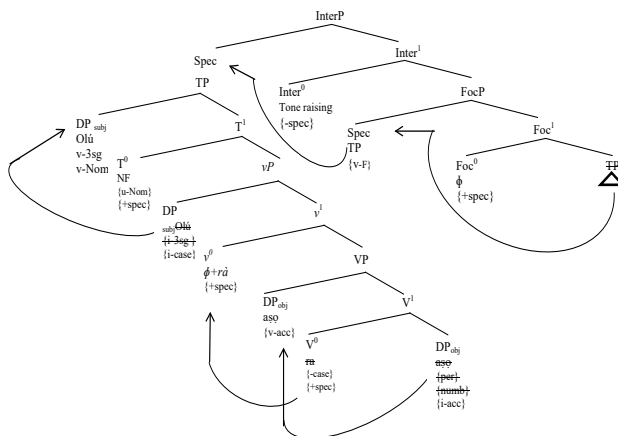 InterP
Spec
Inter¹
TP
Inter⁰
Tone raising
{-spec}
FocP
DP subj
Olú
v-3sg
v-Nom
T¹
Spec
TP
{v-F}
Foc¹
T⁰
NF
{u-Nom}
{+spec}
vP
Foc⁰
ϕ
{+spec}
TP
DP
subjOlú
{i-3sg }
{i-case}
v¹
v⁰
ϕ+rà
{+spec}
VP
DPobj
aṣọ
{v-acc}
V¹
V⁰
ra
{-case}
{+spec}
DPobj
aṣọ
{per}
{numb}
{i-acc}